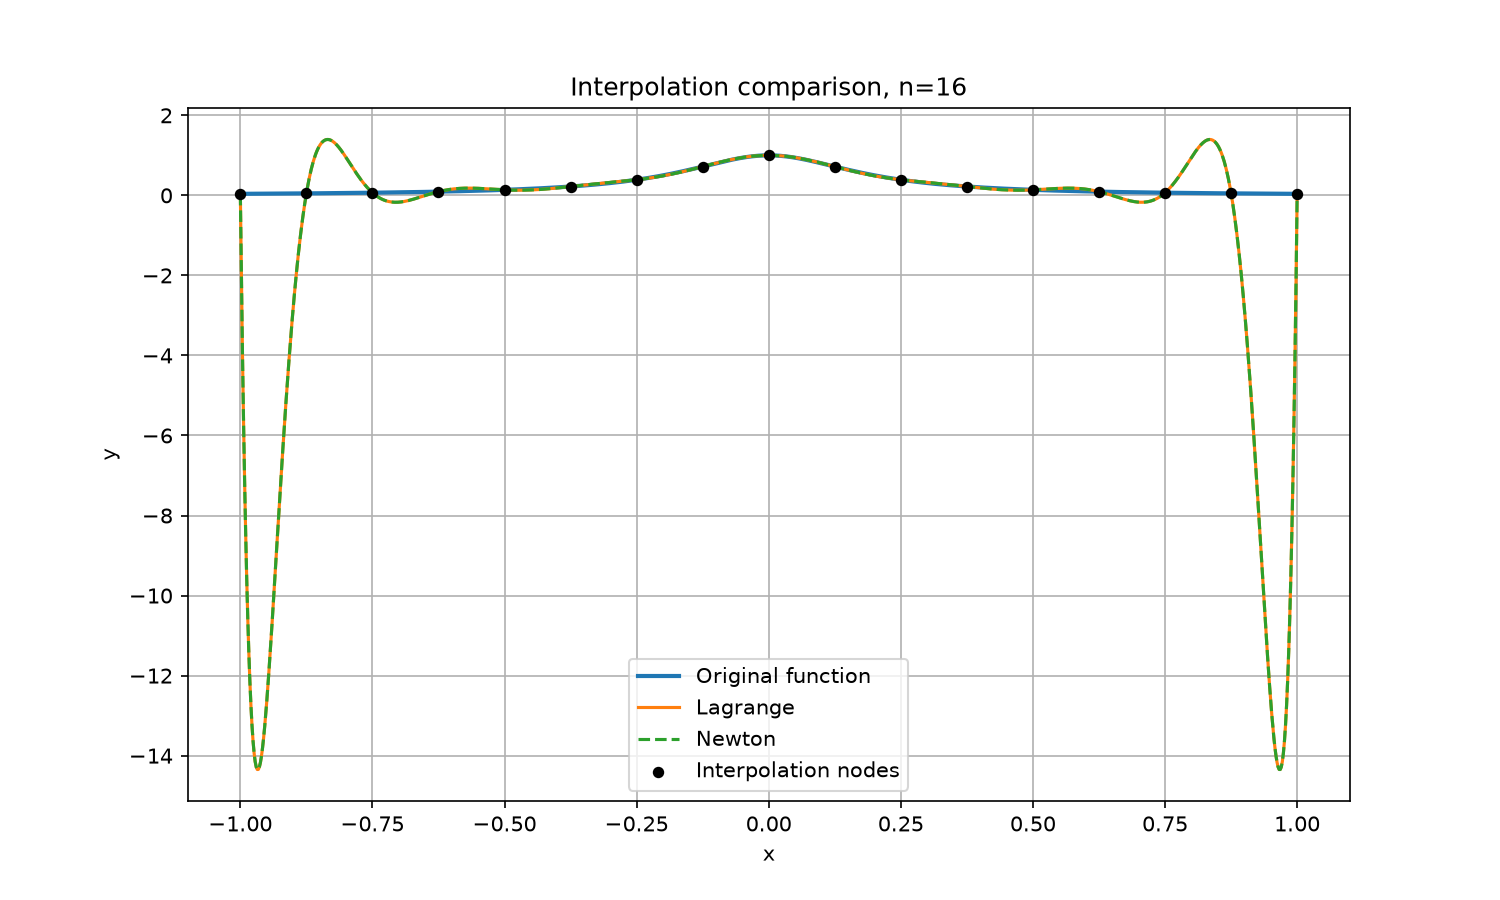 Interpolation comparison, n=16
2
0
−2
−4
−6
−8
−10
−12
−14
y
Original function
Lagrange
Newton
Interpolation nodes
−1.00 −0.75 −0.50 −0.25 0.00 0.25 0.50 0.75 1.00
x